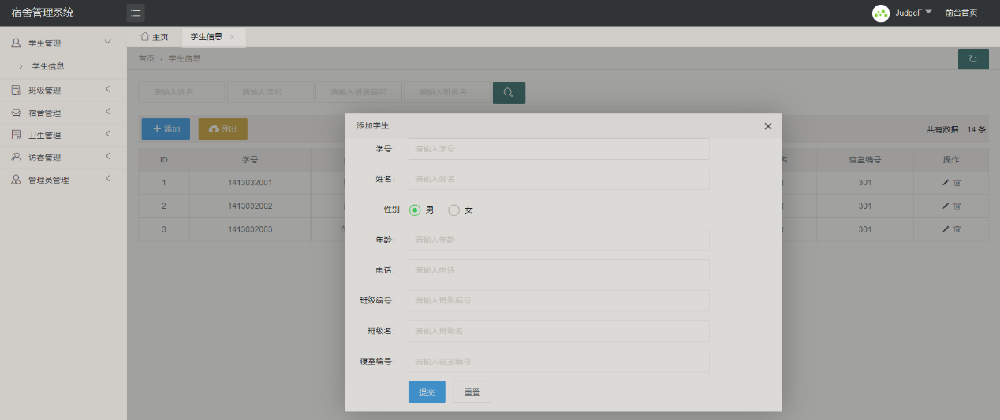 宿舍管理系统
JudgeF
前台首页
学生管理
学生信息
班级管理
宿舍管理
卫生管理
访客管理
管理员管理
主页
学生信息
首页 / 学生信息
请输入姓名
请输入学号
请输入班级编号
请输入班级名
添加
导出
共有数据：14 条
ID
学号
寝室编号
操作
1
1413032001
301
2
1413032002
301
3
1413032003
301
添加学生
学号：
请输入学号
姓名：
请输入姓名
性别
男
女
年龄：
请输入年龄
电话：
请输入电话
班级编号：
请输入班级编号
班级名：
请输入班级名
寝室编号：
请输入寝室编号
提交
重置